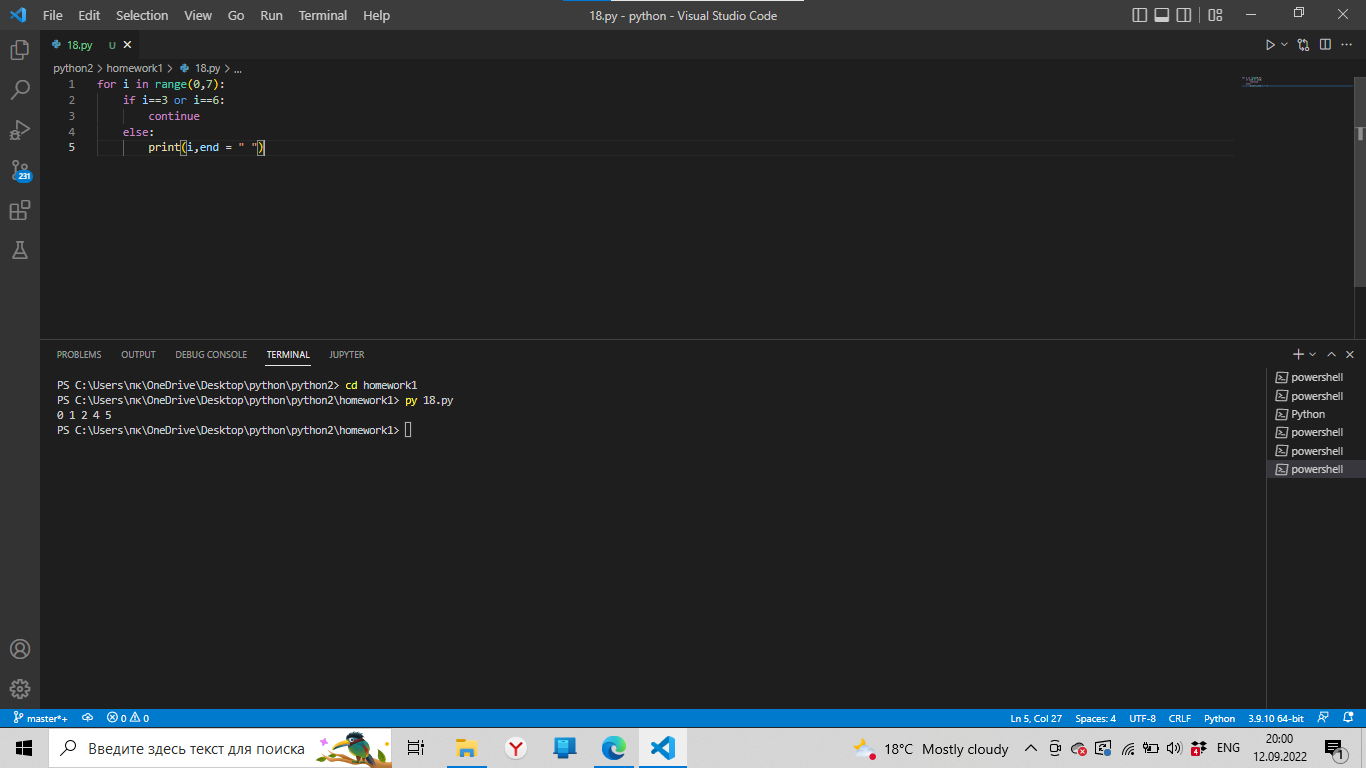 File Edit Selection View Go Run Terminal Help 18.py - python - Visual Studio Code
18.py U
python2 > homework1 > 18.py > ...
1 for i in range(0,7):
2 if i==3 or i==6:
3 continue
4 else:
5 print(i,end = " ")
231
PROBLEMS OUTPUT DEBUG CONSOLE TERMINAL JUPYTER
PS C:\Users\пк\OneDrive\Desktop\python\python2> cd homework1
PS C:\Users\пк\OneDrive\Desktop\python\python2\homework1> py 18.py
0 1 2 4 5
PS C:\Users\пк\OneDrive\Desktop\python\python2\homework1>
powershell
powershell
Python
powershell
powershell
powershell
master*+ 0 0 Ln 5, Col 27 Spaces: 4 UTF-8 CRLF Python 3.9.10 64-bit
Введите здесь текст для поиска 18°C Mostly cloudy ENG 20:00
12.09.2022
1